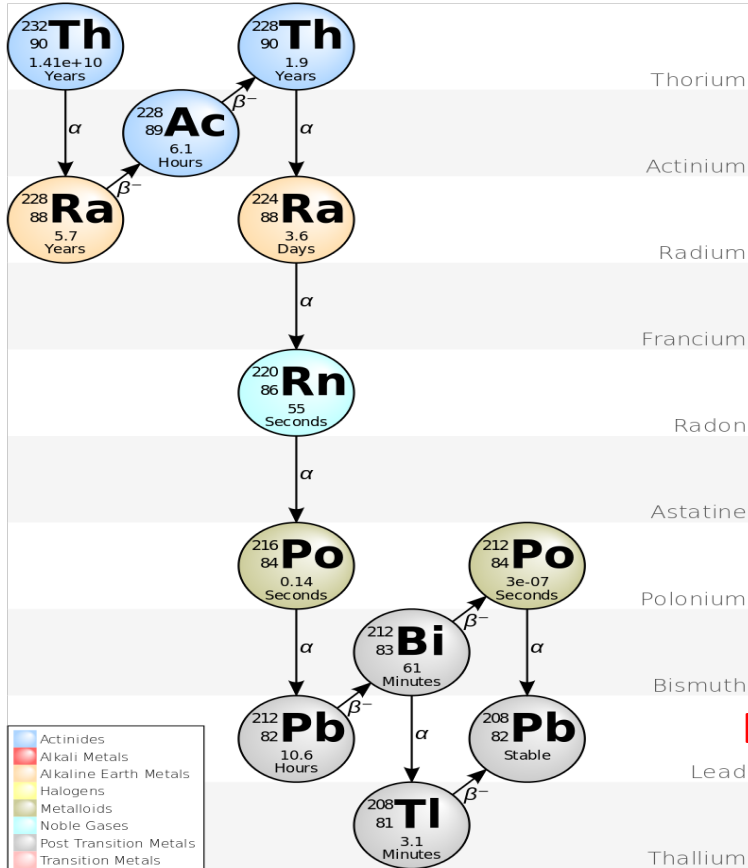 232
90
Th
1.41e+10
Years
228
90
Th
1.9
Years
Thorium
α
β⁻
228
89
Ac
6.1
Hours
α
Actinium
β⁻
228
88
Ra
5.7
Years
224
88
Ra
3.6
Days
Radium
α
Francium
220
86
Rn
55
Seconds
Radon
α
Astatine
216
84
Po
0.14
Seconds
212
84
Po
3e-07
Seconds
Polonium
α
β⁻
212
83
Bi
61
Minutes
α
Bismuth
β⁻
212
82
Pb
10.6
Hours
α
208
82
Pb
Stable
Lead
β⁻
208
81
Tl
3.1
Minutes
Thallium
Actinides
Alkali Metals
Alkaline Earth Metals
Halogens
Metalloids
Noble Gases
Post Transition Metals
Transition Metals